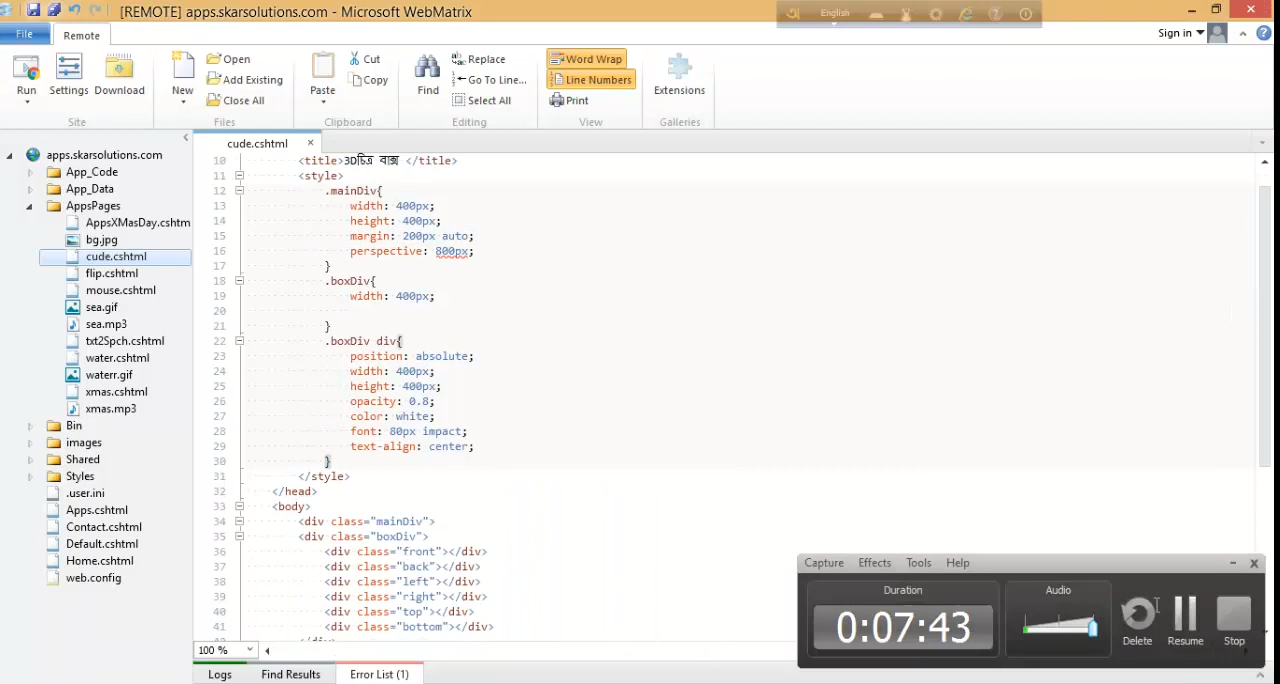 [REMOTE] apps.skarsolutions.com - Microsoft WebMatrix
English
File
Remote
Sign in
Run
Settings
Download
Site
New
Open
Add Existing
Close All
Files
Paste
Cut
Copy
Clipboard
Find
Replace
Go To Line...
Select All
Editing
Word Wrap
Line Numbers
Print
View
Extensions
Galleries
apps.skarsolutions.com
App_Code
App_Data
AppsPages
AppsXMasDay.cshtm
bg.jpg
cude.cshtml
flip.cshtml
mouse.cshtml
sea.gif
sea.mp3
txt2Spch.cshtml
water.cshtml
waterr.gif
xmas.cshtml
xmas.mp3
Bin
images
Shared
Styles
.user.ini
Apps.cshtml
Contact.cshtml
Default.cshtml
Home.cshtml
web.config
cude.cshtml ×
10 <title>3Dচিত্র বাক্স </title>
11 <style>
12 .mainDiv{
13 width: 400px;
14 height: 400px;
15 margin: 200px auto;
16 perspective: 800px;
17 }
18 .boxDiv{
19 width: 400px;
20
21 }
22 .boxDiv div{
23 position: absolute;
24 width: 400px;
25 height: 400px;
26 opacity: 0.8;
27 color: white;
28 font: 80px impact;
29 text-align: center;
30 }
31 </style>
32 </head>
33 <body>
34 <div class="mainDiv">
35 <div class="boxDiv">
36 <div class="front"></div>
37 <div class="back"></div>
38 <div class="left"></div>
39 <div class="right"></div>
40 <div class="top"></div>
41 <div class="bottom"></div>
100 %
Logs
Find Results
Error List (1)
Capture Effects Tools Help
Duration
0:07:43
Audio
Delete
Resume
Stop